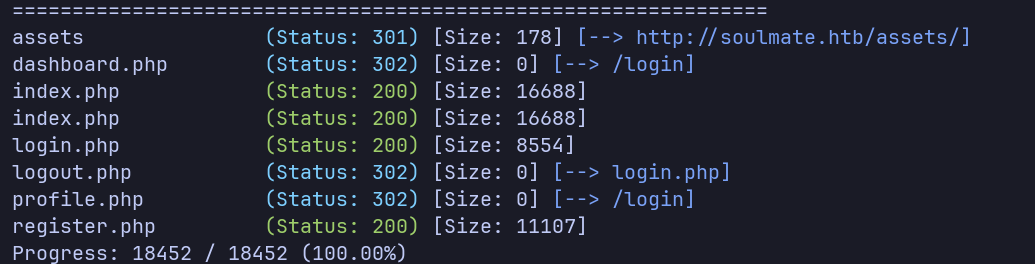 ===============================================================
assets               (Status: 301) [Size: 178] [--> http://soulmate.htb/assets/]
dashboard.php        (Status: 302) [Size: 0] [--> /login]
index.php            (Status: 200) [Size: 16688]
index.php            (Status: 200) [Size: 16688]
login.php            (Status: 200) [Size: 8554]
logout.php           (Status: 302) [Size: 0] [--> login.php]
profile.php          (Status: 302) [Size: 0] [--> /login]
register.php         (Status: 200) [Size: 11107]
Progress: 18452 / 18452 (100.00%)